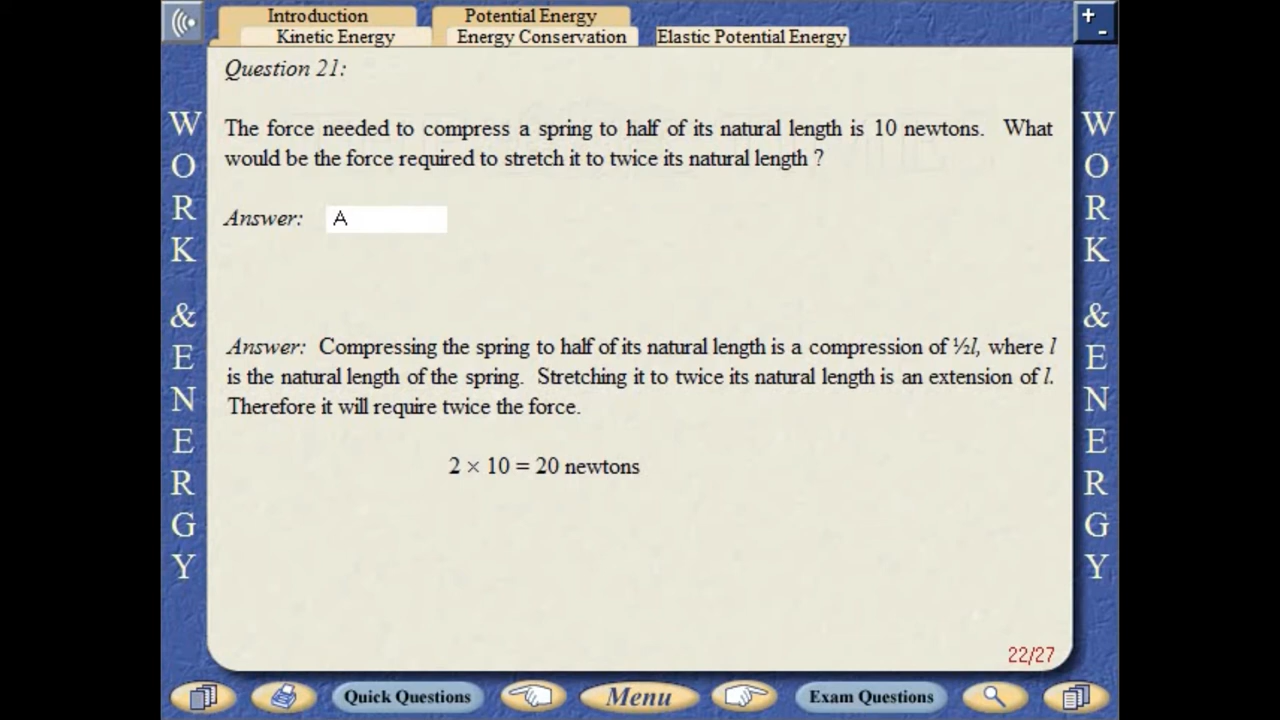 Introduction
Potential Energy
Kinetic Energy
Energy Conservation
Elastic Potential Energy
+
-
Question 21:
The force needed to compress a spring to half of its natural length is 10 newtons. What
would be the force required to stretch it to twice its natural length ?
Answer: A
Answer: Compressing the spring to half of its natural length is a compression of ½l, where l
is the natural length of the spring. Stretching it to twice its natural length is an extension of l.
Therefore it will require twice the force.
2 × 10 = 20 newtons
22/27
W
O
R
K
&
E
N
E
R
G
Y
W
O
R
K
&
E
N
E
R
G
Y
Quick Questions
Menu
Exam Questions